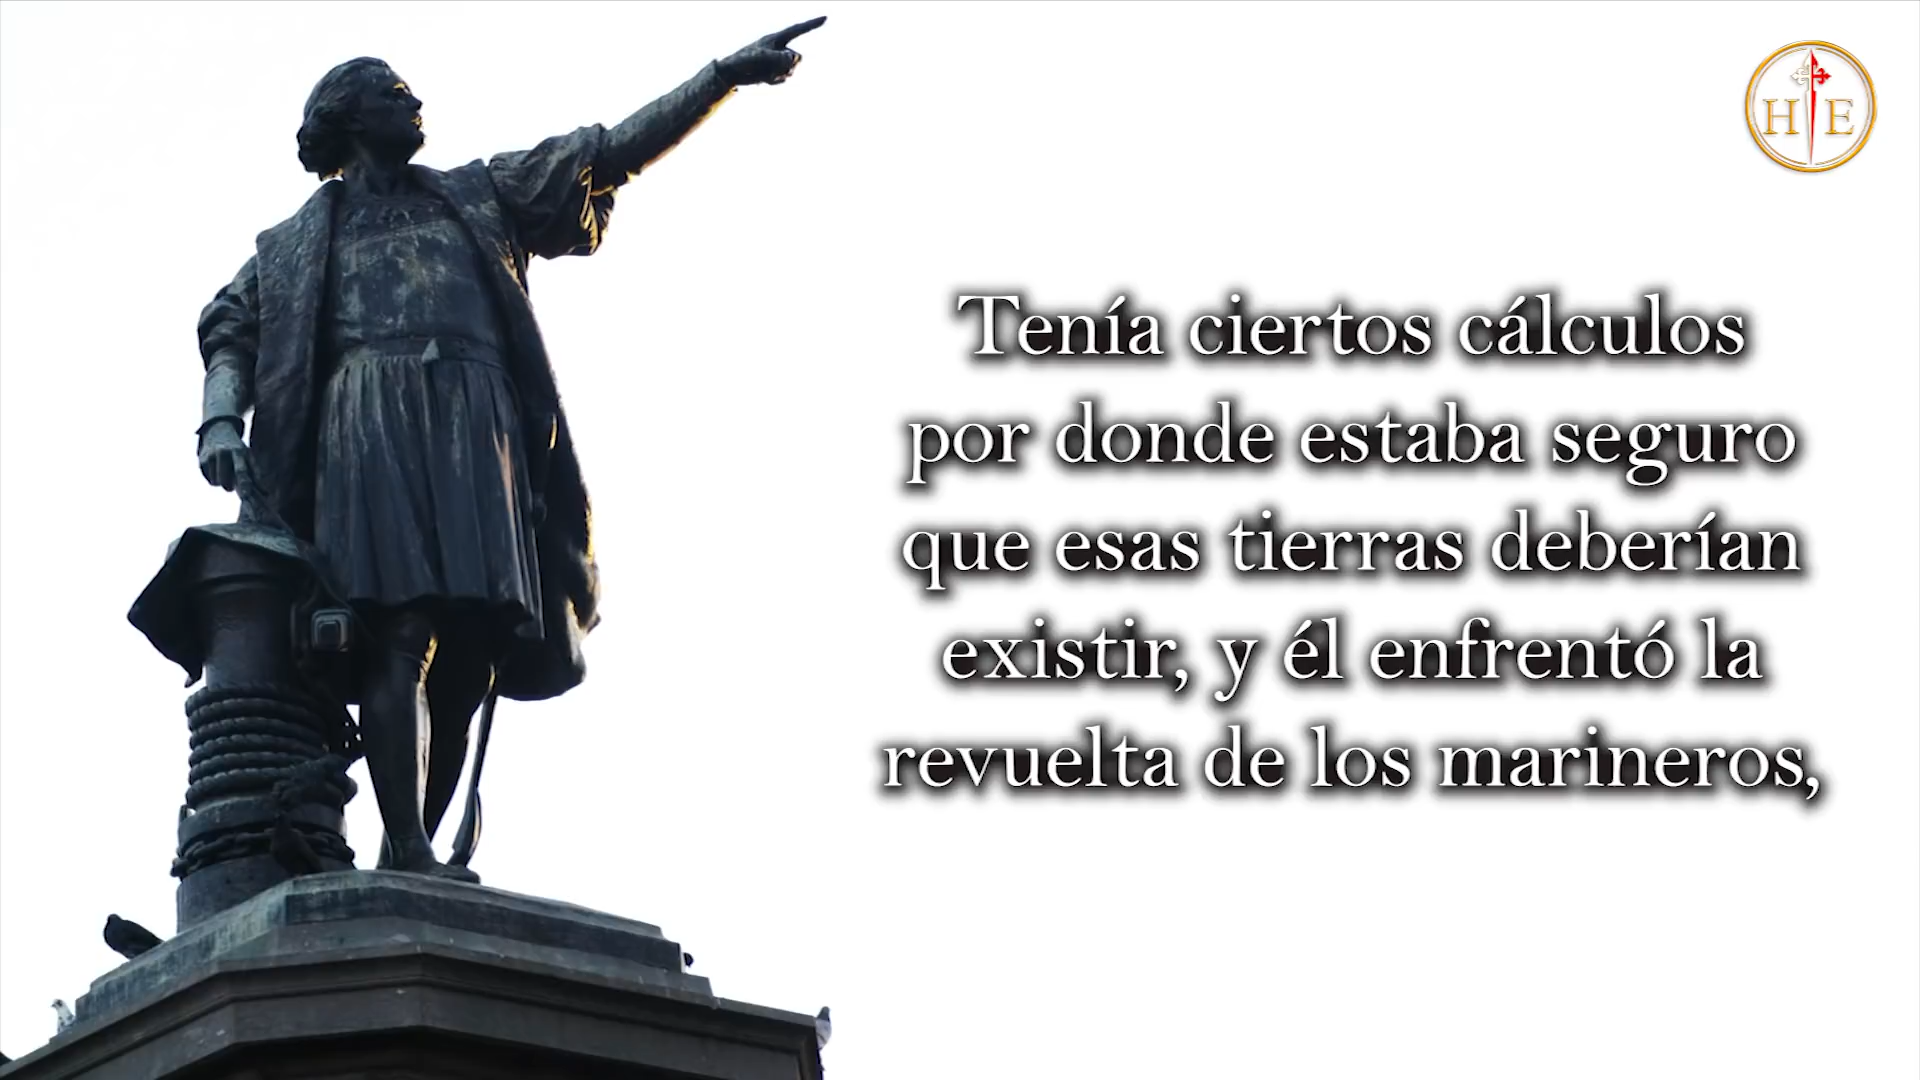 H E
Tenía ciertos cálculos
por donde estaba seguro
que esas tierras deberían
existir, y él enfrentó la
revuelta de los marineros,